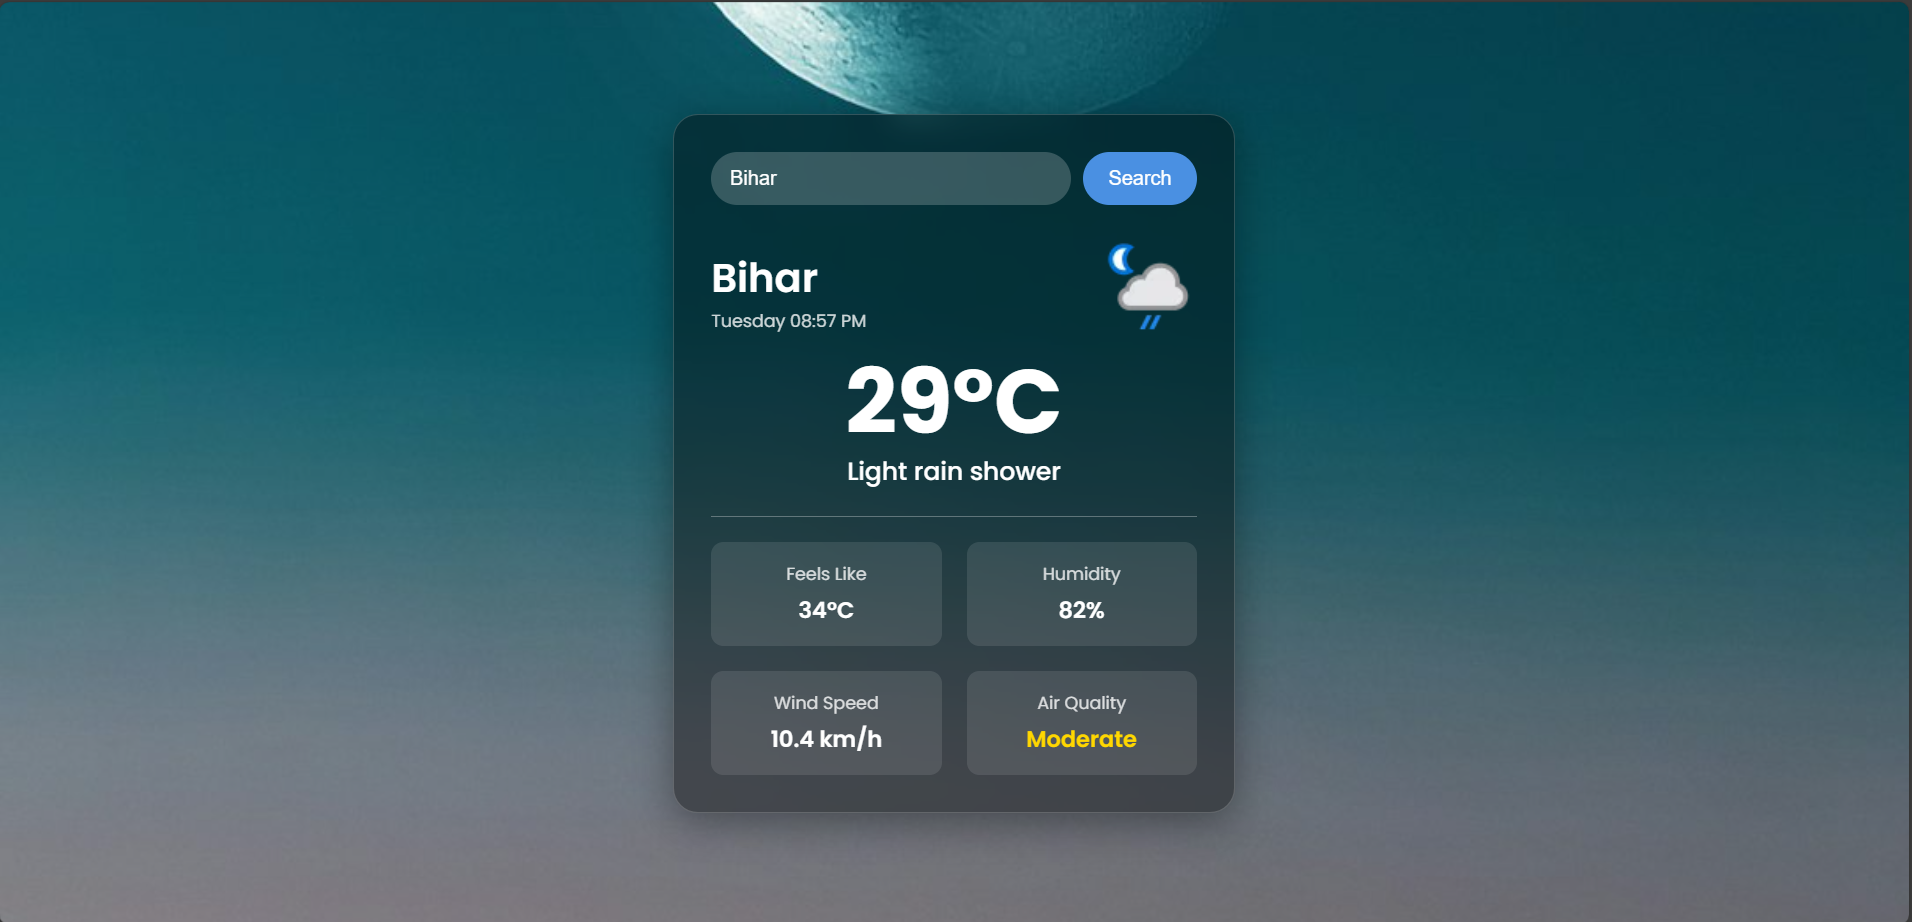 Bihar
Search
Bihar
Tuesday 08:57 PM
29°C
Light rain shower
Feels Like
34°C
Humidity
82%
Wind Speed
10.4 km/h
Air Quality
Moderate